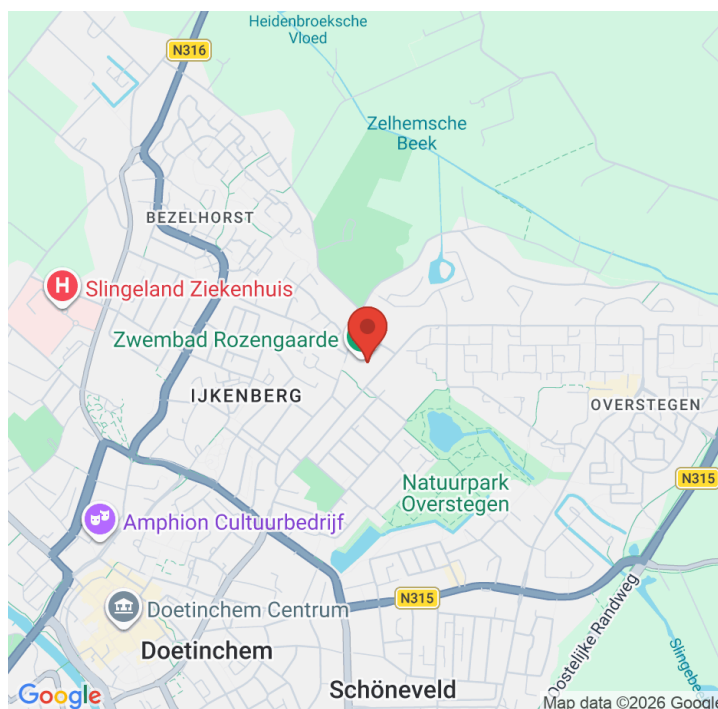 Heidenbroeksche
Vloed
N316
Zelhemsche
Beek
BEZELHORST
H
Slingeland Ziekenhuis
Zwembad Rozengaarde
IJKENBERG
OVERSTEGEN
Natuurpark
Overstegen
N315
Amphion Cultuurbedrijf
N315
Doetinchem Centrum
Oostelijke Randweg
Doetinchem
Slingebe
Schöneveld
Google
Map data ©2026 Google